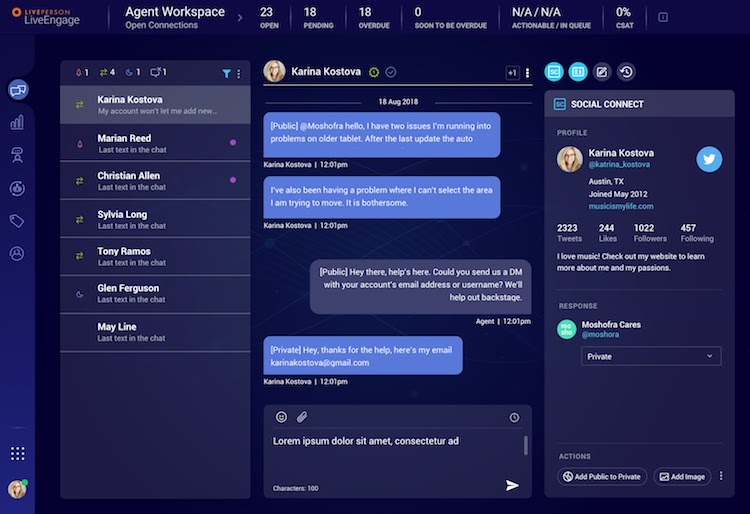 LIVEPERSON
LiveEngage
Agent Workspace
Open Connections
23
OPEN
18
PENDING
18
OVERDUE
0
SOON TO BE OVERDUE
N/A / N/A
ACTIONABLE / IN QUEUE
0%
CSAT
1
4
1
1
Karina Kostova
My account won't let me add new...
Marian Reed
Last text in the chat
Christian Allen
Last text in the chat
Sylvia Long
Last text in the chat
Tony Ramos
Last text in the chat
Glen Ferguson
Last text in the chat
May Line
Last text in the chat
Karina Kostova
+1
18 Aug 2018
[Public] @Moshofra hello, I have two issues I'm running into
problems on older tablet. After the last update the auto
Karina Kostova | 12:01pm
I've also been having a problem where I can't select the area
I am trying to move. It is bothersome.
Karina Kostova | 12:01pm
[Public] Hey there, help's here. Could you send us a DM
with your account's email address or username? We'll
help out backstage.
Agent | 12:01pm
[Private] Hey, thanks for the help, here's my email
karinakostova@gmail.com
Karina Kostova | 12:01pm
Lorem ipsum dolor sit amet, consectetur ad
Characters: 100
SC
SC
SOCIAL CONNECT
PROFILE
Karina Kostova
@katrina_kostova
Austin, TX
Joined May 2012
musicismylife.com
2323
Tweets
244
Likes
1022
Followers
457
Following
I love music! Check out my website to learn
more about me and my passions.
RESPONSE
mo
sho
Moshofra Cares
@moshora
Private
ACTIONS
Add Public to Private
Add Image